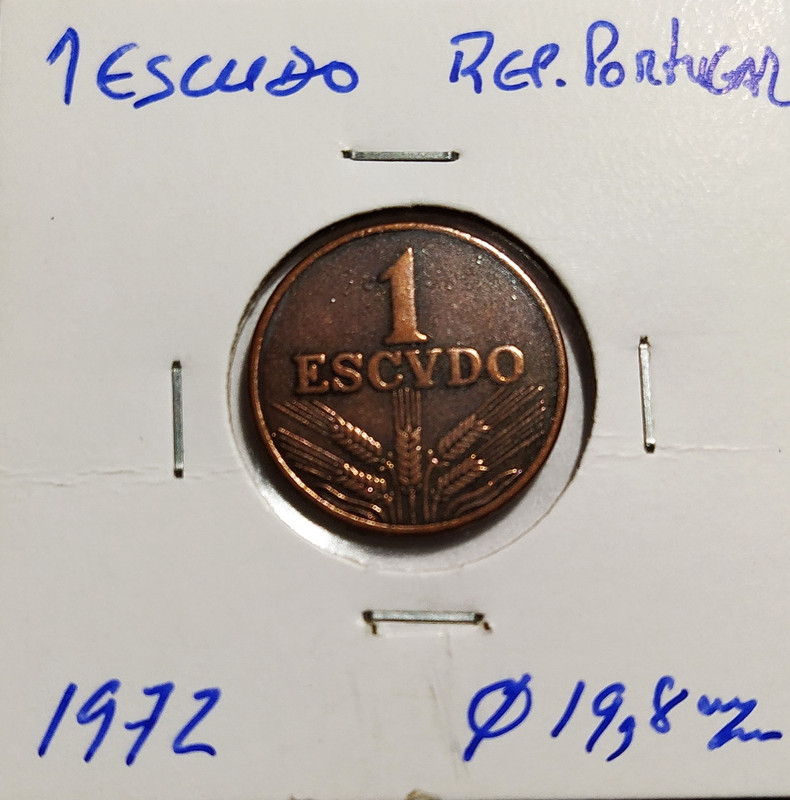 1 ESCUDO REP. PORTUGAL
1
ESCVDO
1972 Ø 19,8 mm